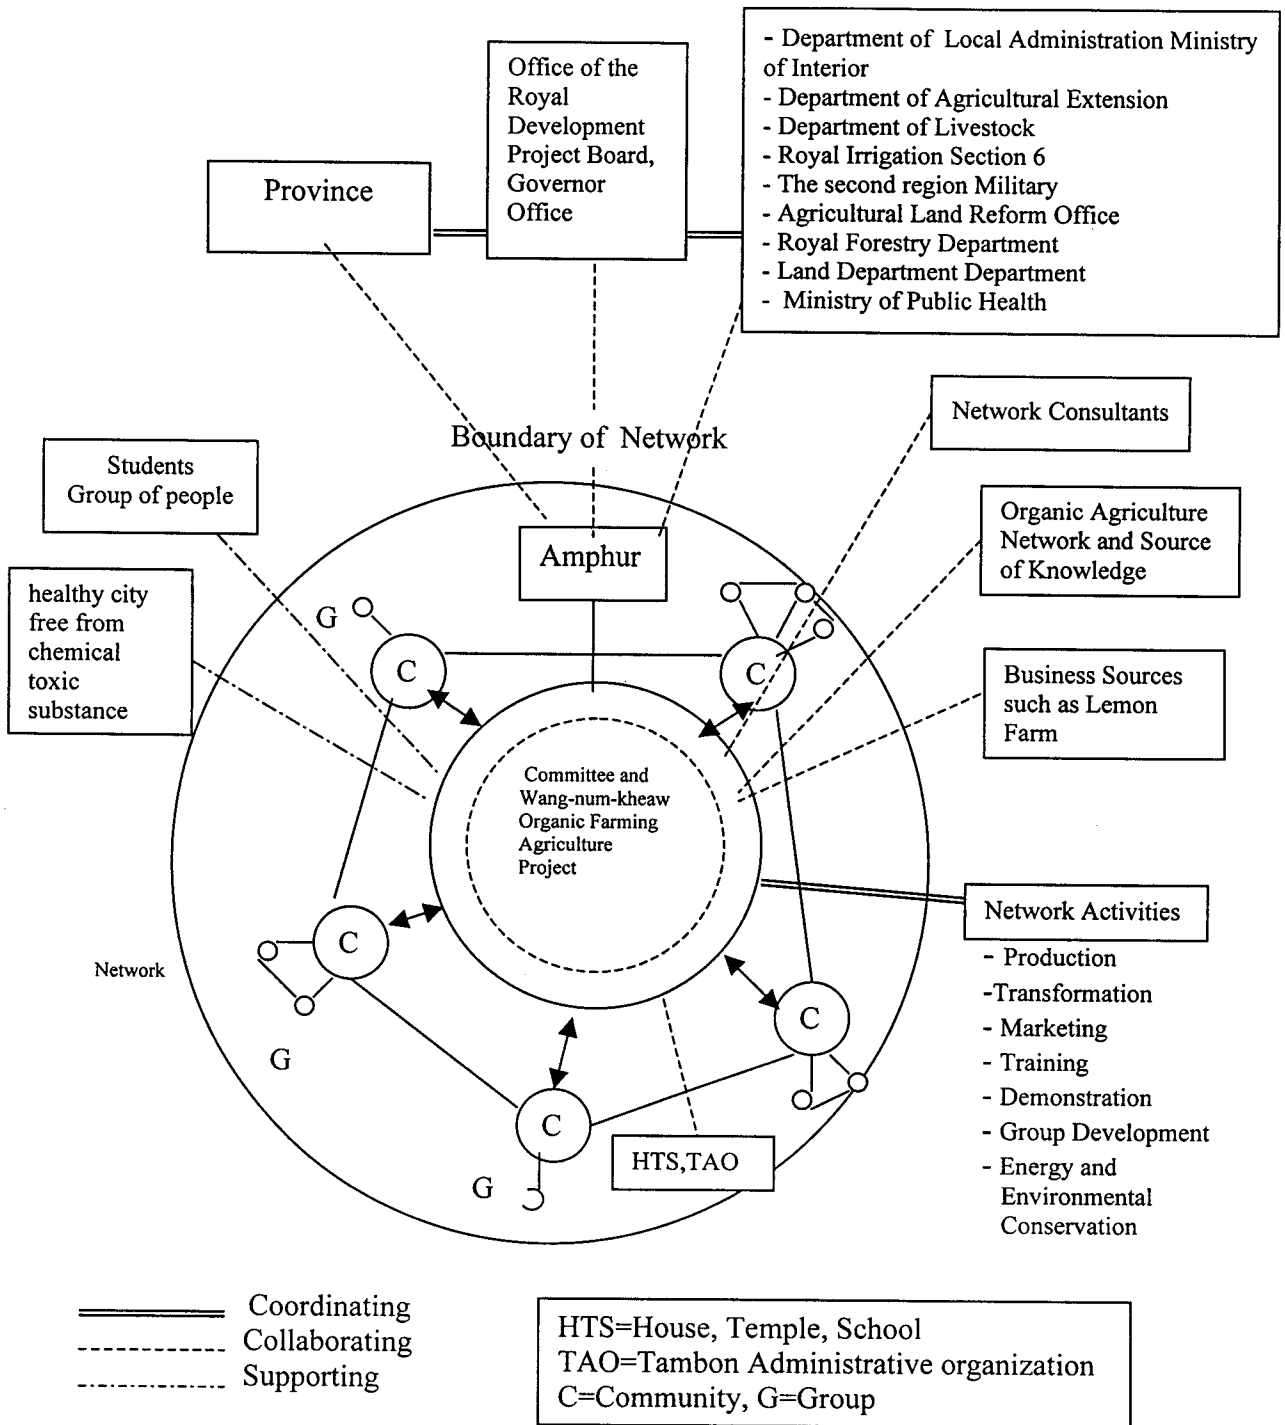 Province
Office of the
Royal
Development
Project Board,
Governor
Office
- Department of Local Administration Ministry
of Interior
- Department of Agricultural Extension
- Department of Livestock
- Royal Irrigation Section 6
- The second region Military
- Agricultural Land Reform Office
- Royal Forestry Department
- Land Department Department
- Ministry of Public Health
Network Consultants
Boundary of Network
Students
Group of people
Organic Agriculture
Network and Source
of Knowledge
Amphur
healthy city
free from
chemical
toxic
substance
G
C
C
Business Sources
such as Lemon
Farm
Committee and
Wang-num-kheaw
Organic Farming
Agriculture
Project
Network Activities
- Production
-Transformation
- Marketing
- Training
- Demonstration
- Group Development
- Energy and
Environmental
Conservation
C
Network
C
G
C
HTS,TAO
G
Coordinating
Collaborating
Supporting
HTS=House, Temple, School
TAO=Tambon Administrative organization
C=Community, G=Group